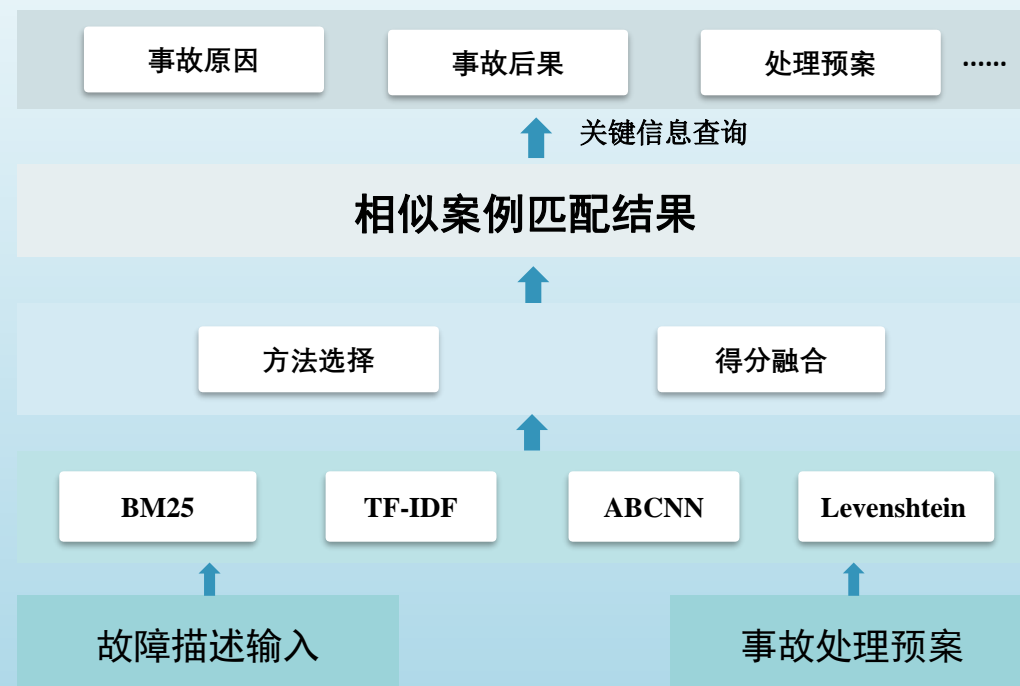 事故原因
事故后果
处理预案
......
关键信息查询
相似案例匹配结果
方法选择
得分融合
BM25
TF-IDF
ABCNN
Levenshtein
故障描述输入
事故处理预案